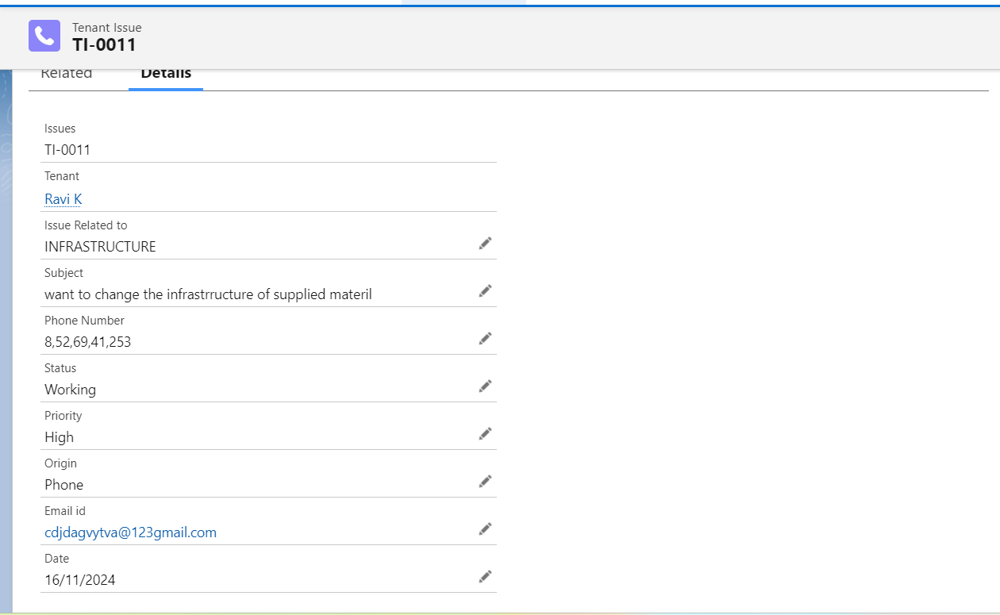 Tenant Issue
TI-0011
Related
Details
Issues
TI-0011
Tenant
Ravi K
Issue Related to
INFRASTRUCTURE
Subject
want to change the infrastrructure of supplied materil
Phone Number
8,52,69,41,253
Status
Working
Priority
High
Origin
Phone
Email id
cdjdagvytva@123gmail.com
Date
16/11/2024